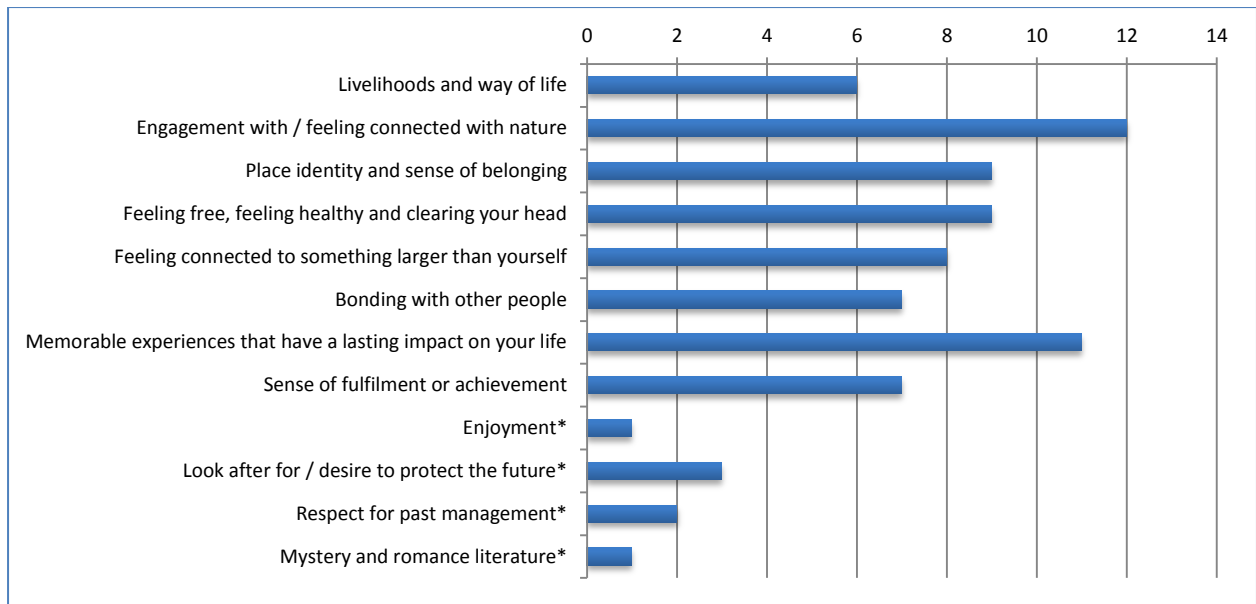 0 2 4 6 8 10 12 14
Livelihoods and way of life
Engagement with / feeling connected with nature
Place identity and sense of belonging
Feeling free, feeling healthy and clearing your head
Feeling connected to something larger than yourself
Bonding with other people
Memorable experiences that have a lasting impact on your life
Sense of fulfilment or achievement
Enjoyment*
Look after for / desire to protect the future*
Respect for past management*
Mystery and romance literature*